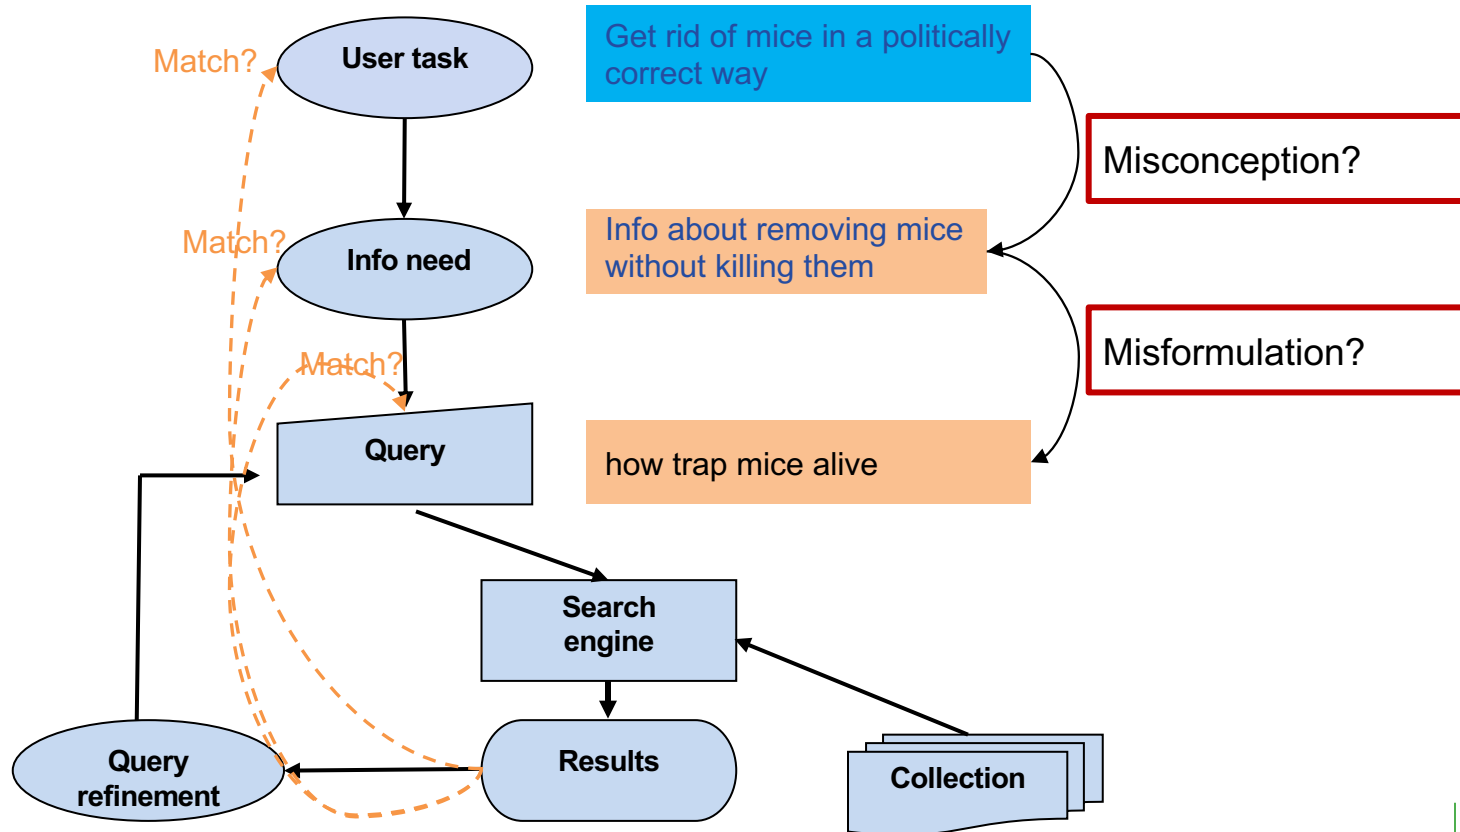 Match?
User task
Get rid of mice in a politically
correct way
Misconception?
Match?
Info need
Info about removing mice
without killing them
Misformulation?
Match?
Query
how trap mice alive
Search
engine
Query
refinement
Results
Collection